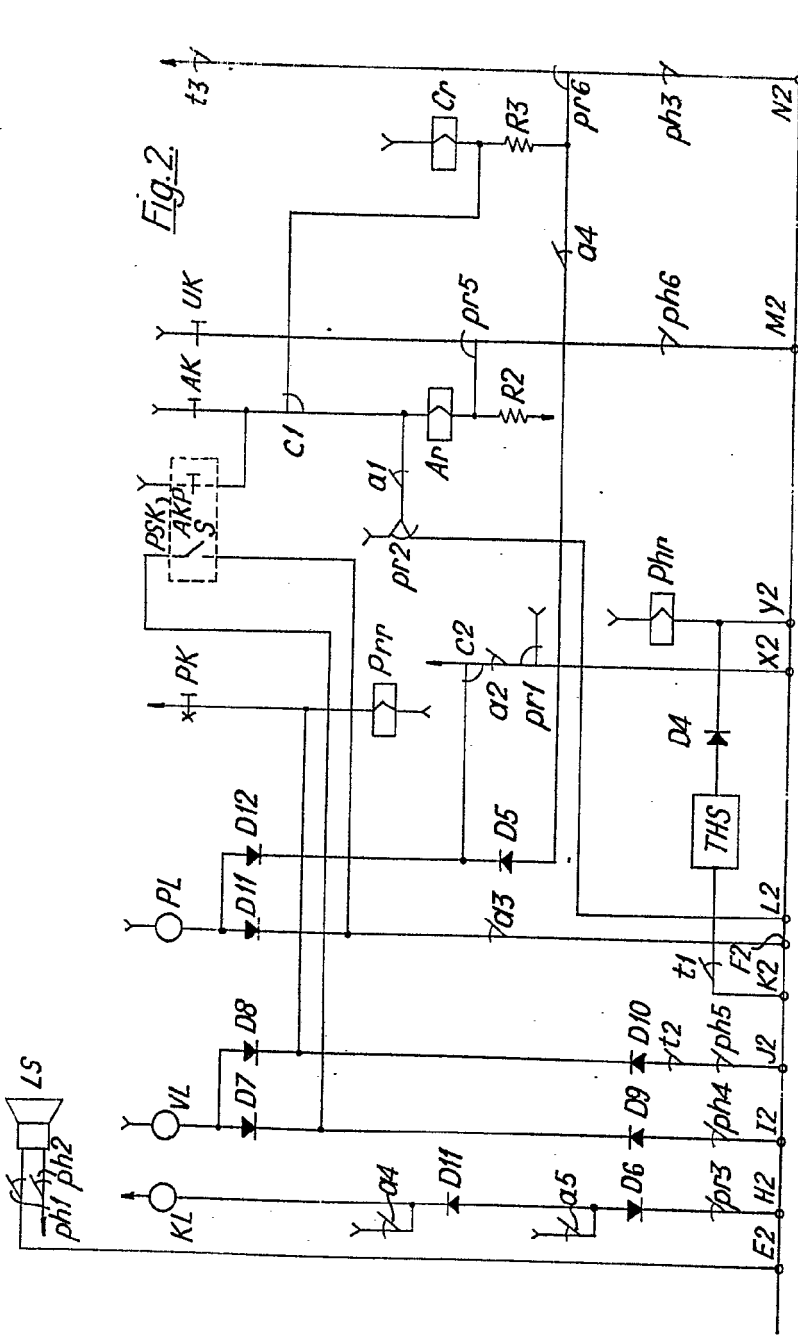 Fig.2.
t3
Cr
R3
pr6
ph3
N2
a4
UK
pr5
ph6
M2
AK
c1
Ar
R2
a1
PSK
AKP
S
pr2
Phr
PK
Prr
c2
a2
pr1
D4
THS
X2
Y2
PL
D12
D11
D5
a3
t1
F2
K2
L2
LS
ph1
ph2
VL
D8
D7
D10
t2
ph5
J2
D9
ph4
I2
KL
a4
D11
a5
D6
pr3
H2
E2